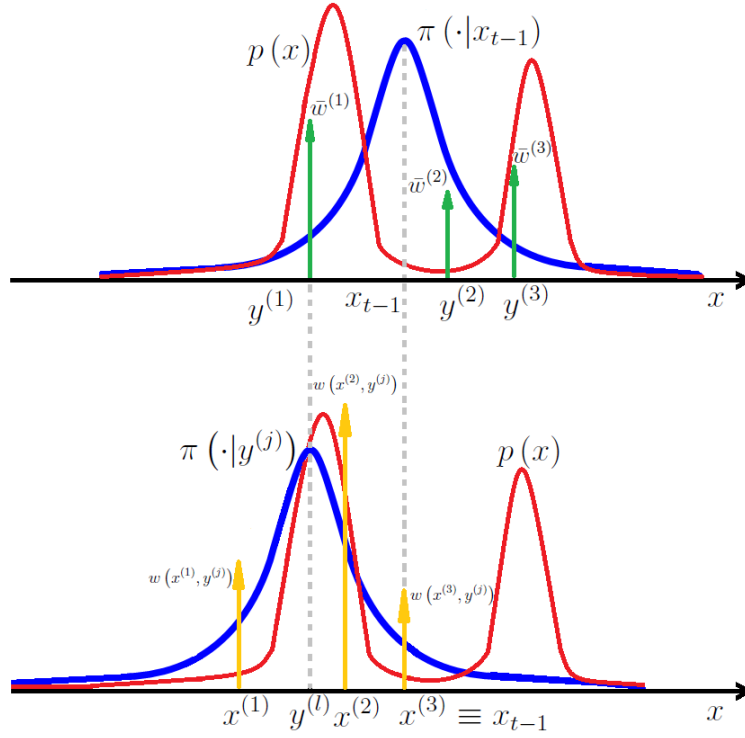 p(x) π(·|x_{t−1})
w̄^{(1)} w̄^{(2)} w̄^{(3)}
y^{(1)} x_{t−1} y^{(2)} y^{(3)} x
w(x^{(2)}, y^{(j)})
π(·|y^{(j)}) p(x)
w(x^{(1)}, y^{(j)}) w(x^{(3)}, y^{(j)})
x^{(1)} y^{(l)} x^{(2)} x^{(3)} ≡ x_{t−1} x